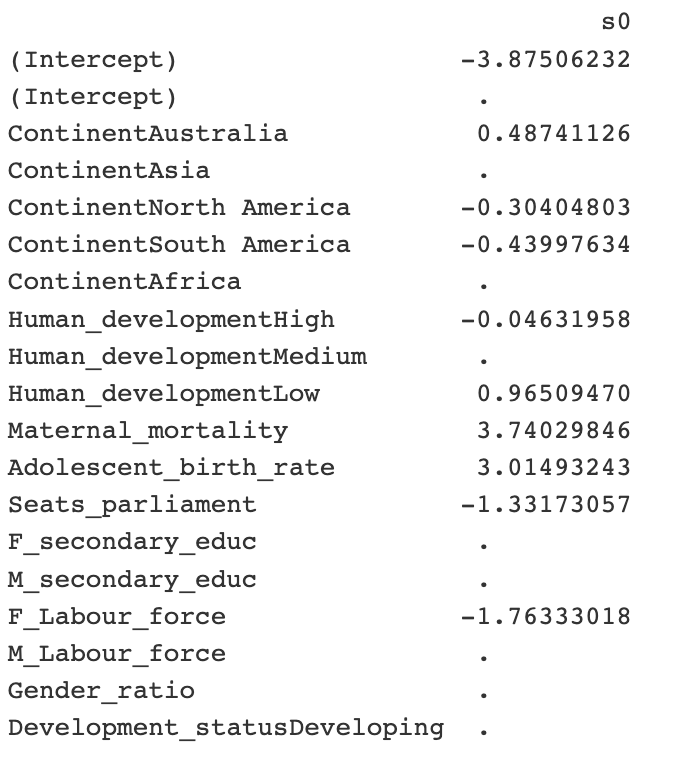 s0
(Intercept) -3.87506232
(Intercept) .
ContinentAustralia 0.48741126
ContinentAsia .
ContinentNorth America -0.30404803
ContinentSouth America -0.43997634
ContinentAfrica .
Human_developmentHigh -0.04631958
Human_developmentMedium .
Human_developmentLow 0.96509470
Maternal_mortality 3.74029846
Adolescent_birth_rate 3.01493243
Seats_parliament -1.33173057
F_secondary_educ .
M_secondary_educ .
F_Labour_force -1.76333018
M_Labour_force .
Gender_ratio .
Development_statusDeveloping .